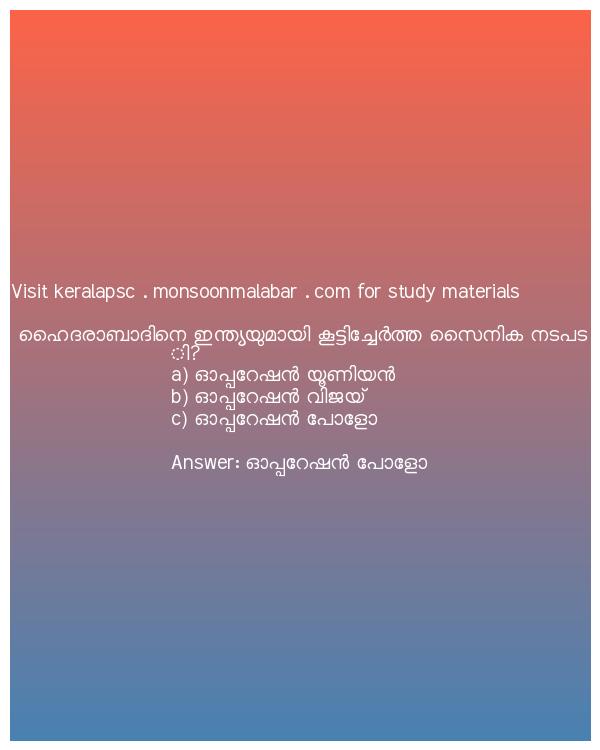 Visit keralapsc . monsoonmalabar . com for study materials
ഹൈദരാബാദിനെ ഇന്ത്യയുമായി കൂട്ടിച്ചേർത്ത സൈനിക നടപട
ി?
a) ഓപ്പറേഷൻ യൂണിയൻ
b) ഓപ്പറേഷൻ വിജയ്
c) ഓപ്പറേഷൻ പോളോ
Answer: ഓപ്പറേഷൻ പോളോ